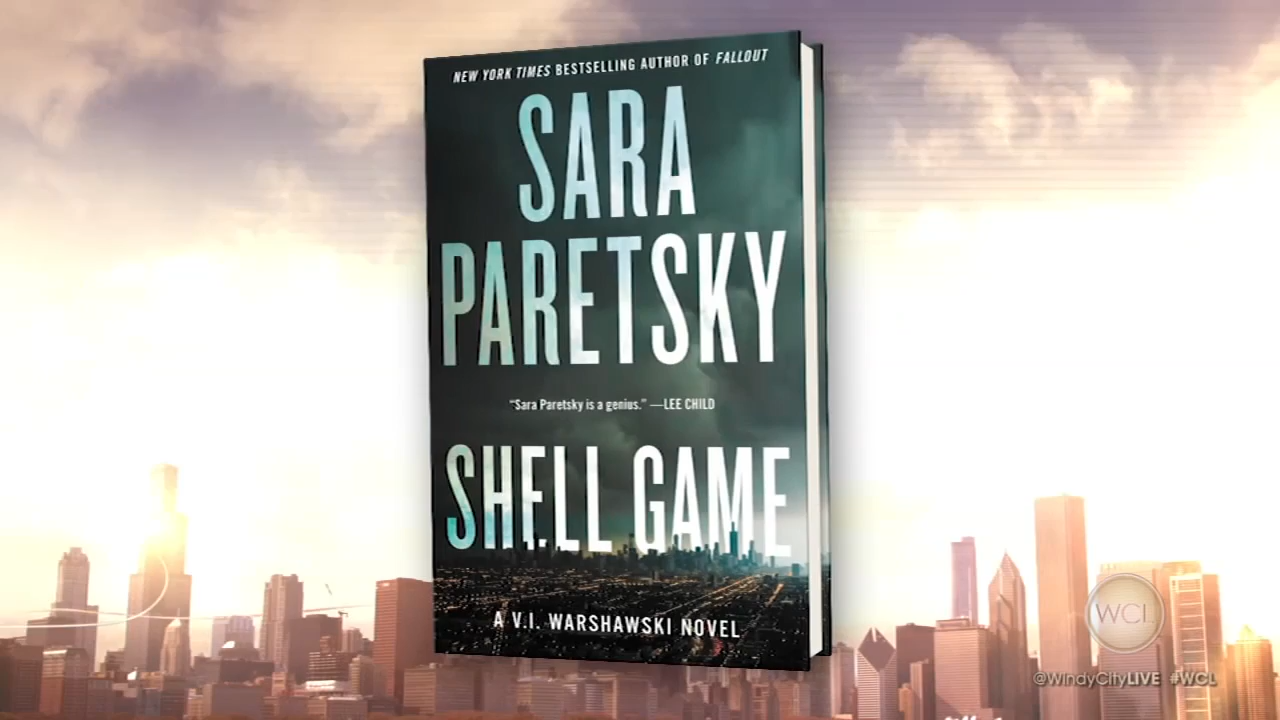 NEW YORK TIMES BESTSELLING AUTHOR OF FALLOUT
SARA
PARETSKY
“Sara Paretsky is a genius.” —LEE CHILD
SHELL GAME
A V.I. WARSHAWSKI NOVEL
WCL
@WindyCityLIVE #WCL